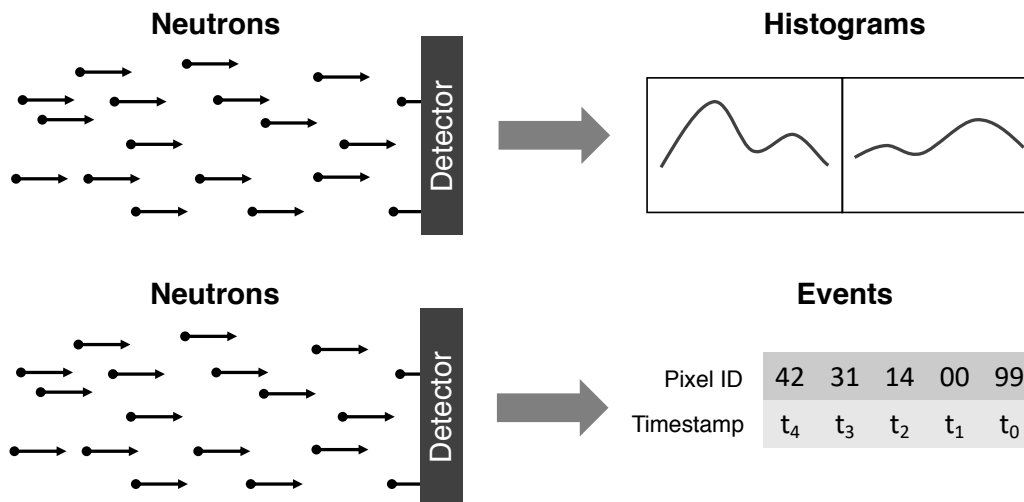 Neutrons
Histograms
Detector
Neutrons
Events
Detector
Pixel ID 42 31 14 00 99
Timestamp t₄ t₃ t₂ t₁ t₀